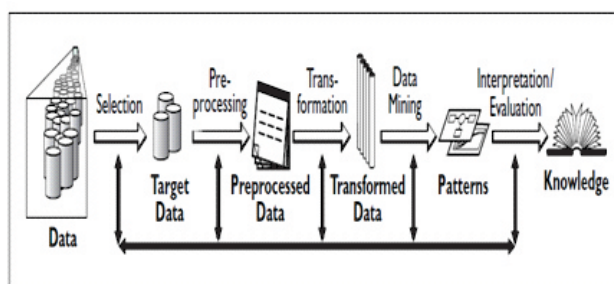 Selection
Pre-
processing
Trans-
formation
Data
Mining
Interpretation/
Evaluation
Data
Target
Data
Preprocessed
Data
Transformed
Data
Patterns
Knowledge